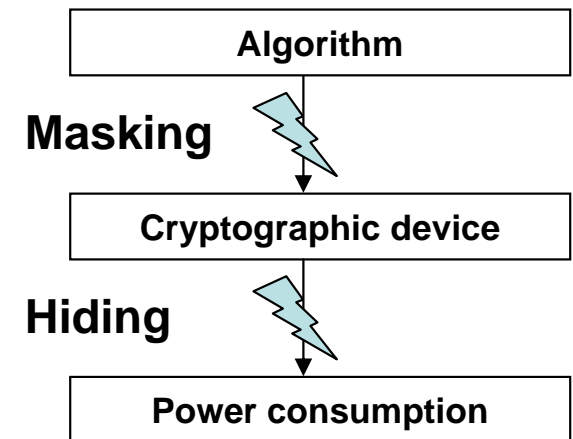 Algorithm
Masking
Cryptographic device
Hiding
Power consumption